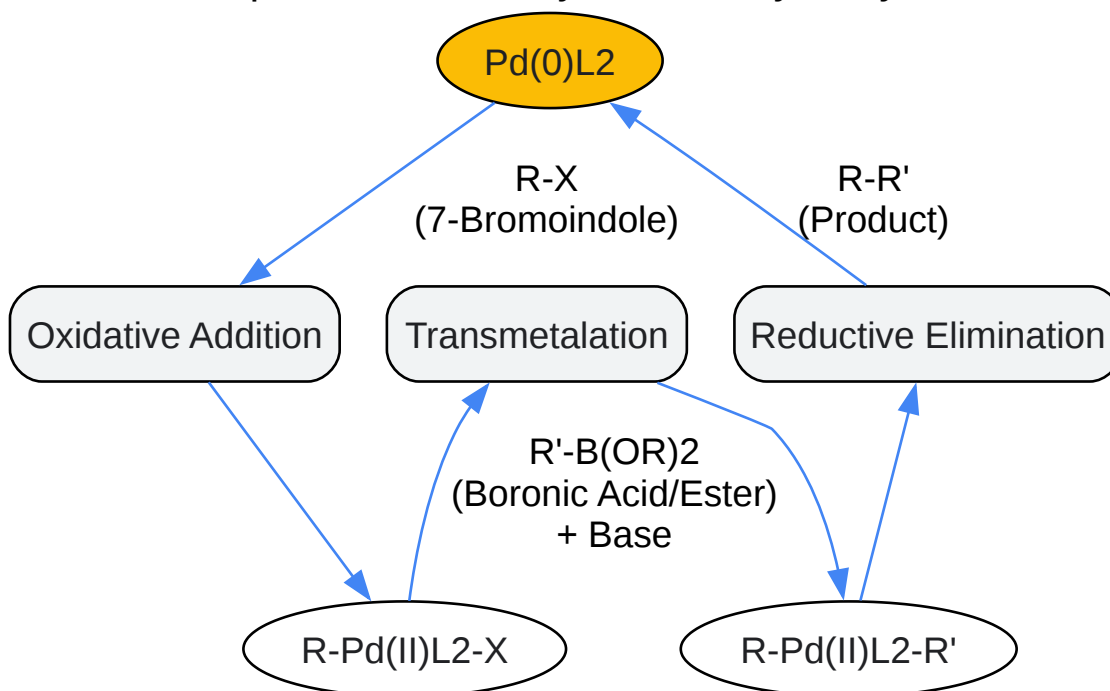 Pd(0)L2
R-X
(7-Bromoindole)
R-R'
(Product)
Oxidative Addition
Transmetalation
Reductive Elimination
R'-B(OR)2
(Boronic Acid/Ester)
+ Base
R-Pd(II)L2-X
R-Pd(II)L2-R'